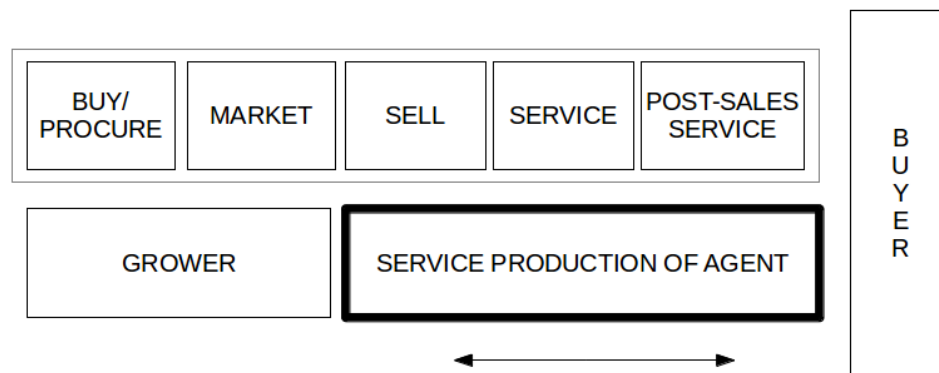 BUY/
PROCURE
MARKET
SELL
SERVICE
POST-SALES
SERVICE
GROWER
SERVICE PRODUCTION OF AGENT
B
U
Y
E
R